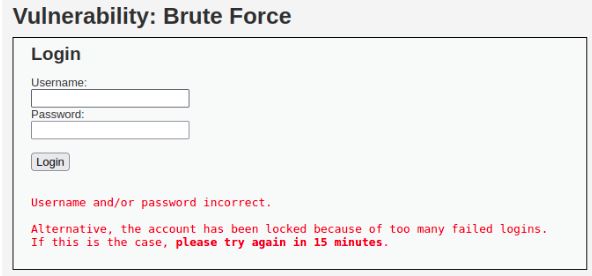 Vulnerability: Brute Force
Login
Username:
Password:
Login
Username and/or password incorrect.
Alternative, the account has been locked because of too many failed logins.
If this is the case, please try again in 15 minutes.